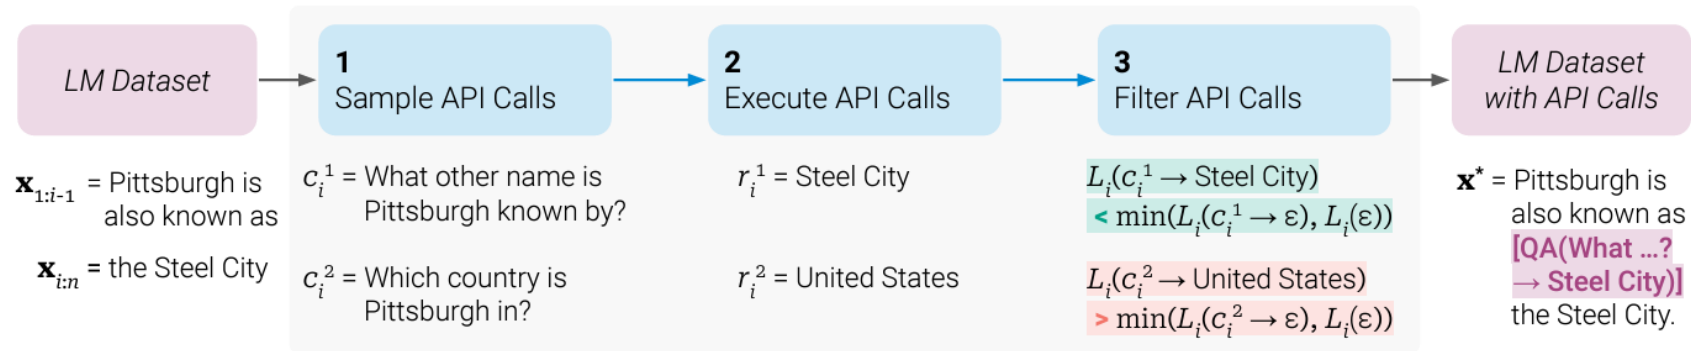 LM Dataset
1
Sample API Calls
2
Execute API Calls
3
Filter API Calls
LM Dataset
with API Calls
x1:i-1 = Pittsburgh is
also known as
xi:n = the Steel City
ci1 = What other name is
Pittsburgh known by?
ci2 = Which country is
Pittsburgh in?
ri1 = Steel City
ri2 = United States
Li(ci1 → Steel City)
< min(Li(ci1 → ε), Li(ε))
Li(ci2 → United States)
> min(Li(ci2 → ε), Li(ε))
x* = Pittsburgh is
also known as
[QA(What ...?
→ Steel City)]
the Steel City.